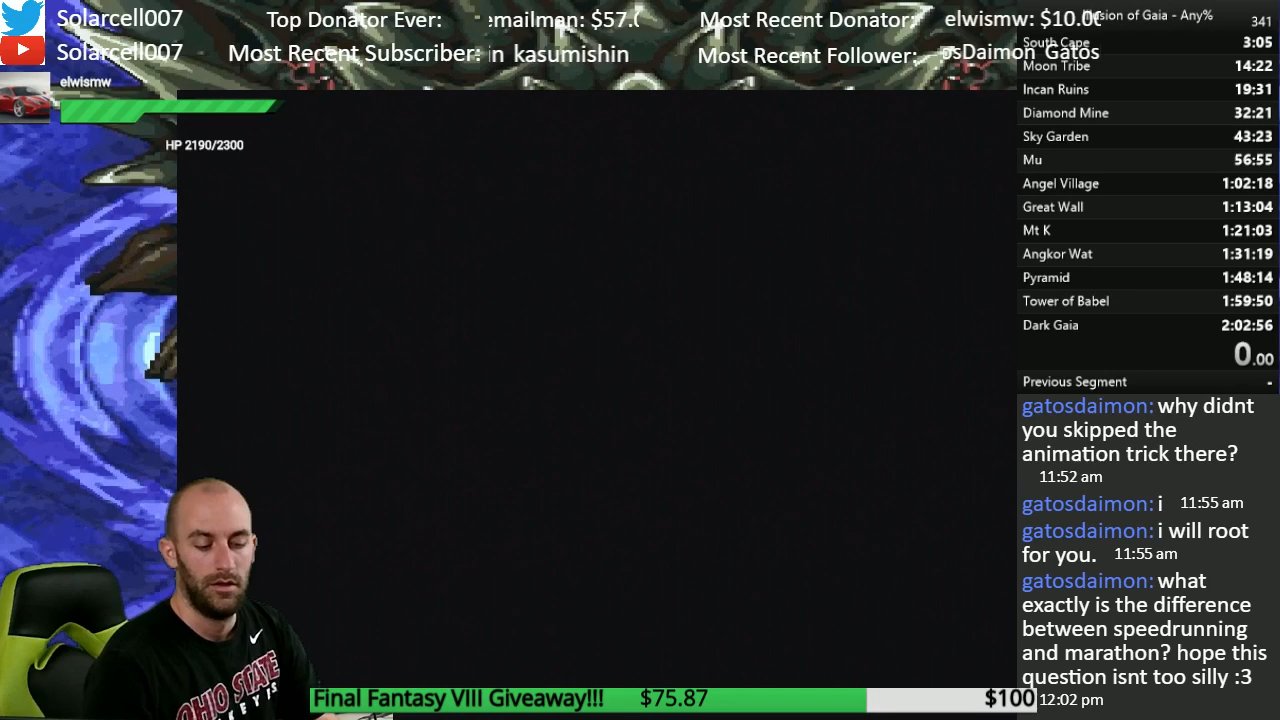 Solarcell007
Top Donator Ever:
mailman: $57.
Most Recent Donator:
elwismw: $10.00
Illusion of Gaia - Any%
341
Solarcell007
Most Recent Subscriber:
n kasumishin
Most Recent Follower:
osDaimon Gatos
elwismw
HP 2190/2300
South Cape 3:05
Moon Tribe 14:22
Incan Ruins 19:31
Diamond Mine 32:21
Sky Garden 43:23
Mu 56:55
Angel Village 1:02:18
Great Wall 1:13:04
Mt K 1:21:03
Angkor Wat 1:31:19
Pyramid 1:48:14
Tower of Babel 1:59:50
Dark Gaia 2:02:56
0.00
Previous Segment -
gatosdaimon: why didnt
you skipped the
animation trick there?
11:52 am
gatosdaimon: i 11:55 am
gatosdaimon: i will root
for you. 11:55 am
gatosdaimon: what
exactly is the difference
between speedrunning
and marathon? hope this
question isnt too silly :3
12:02 pm
OHIO STATE
Final Fantasy VIII Giveaway!!! $75.87 $100